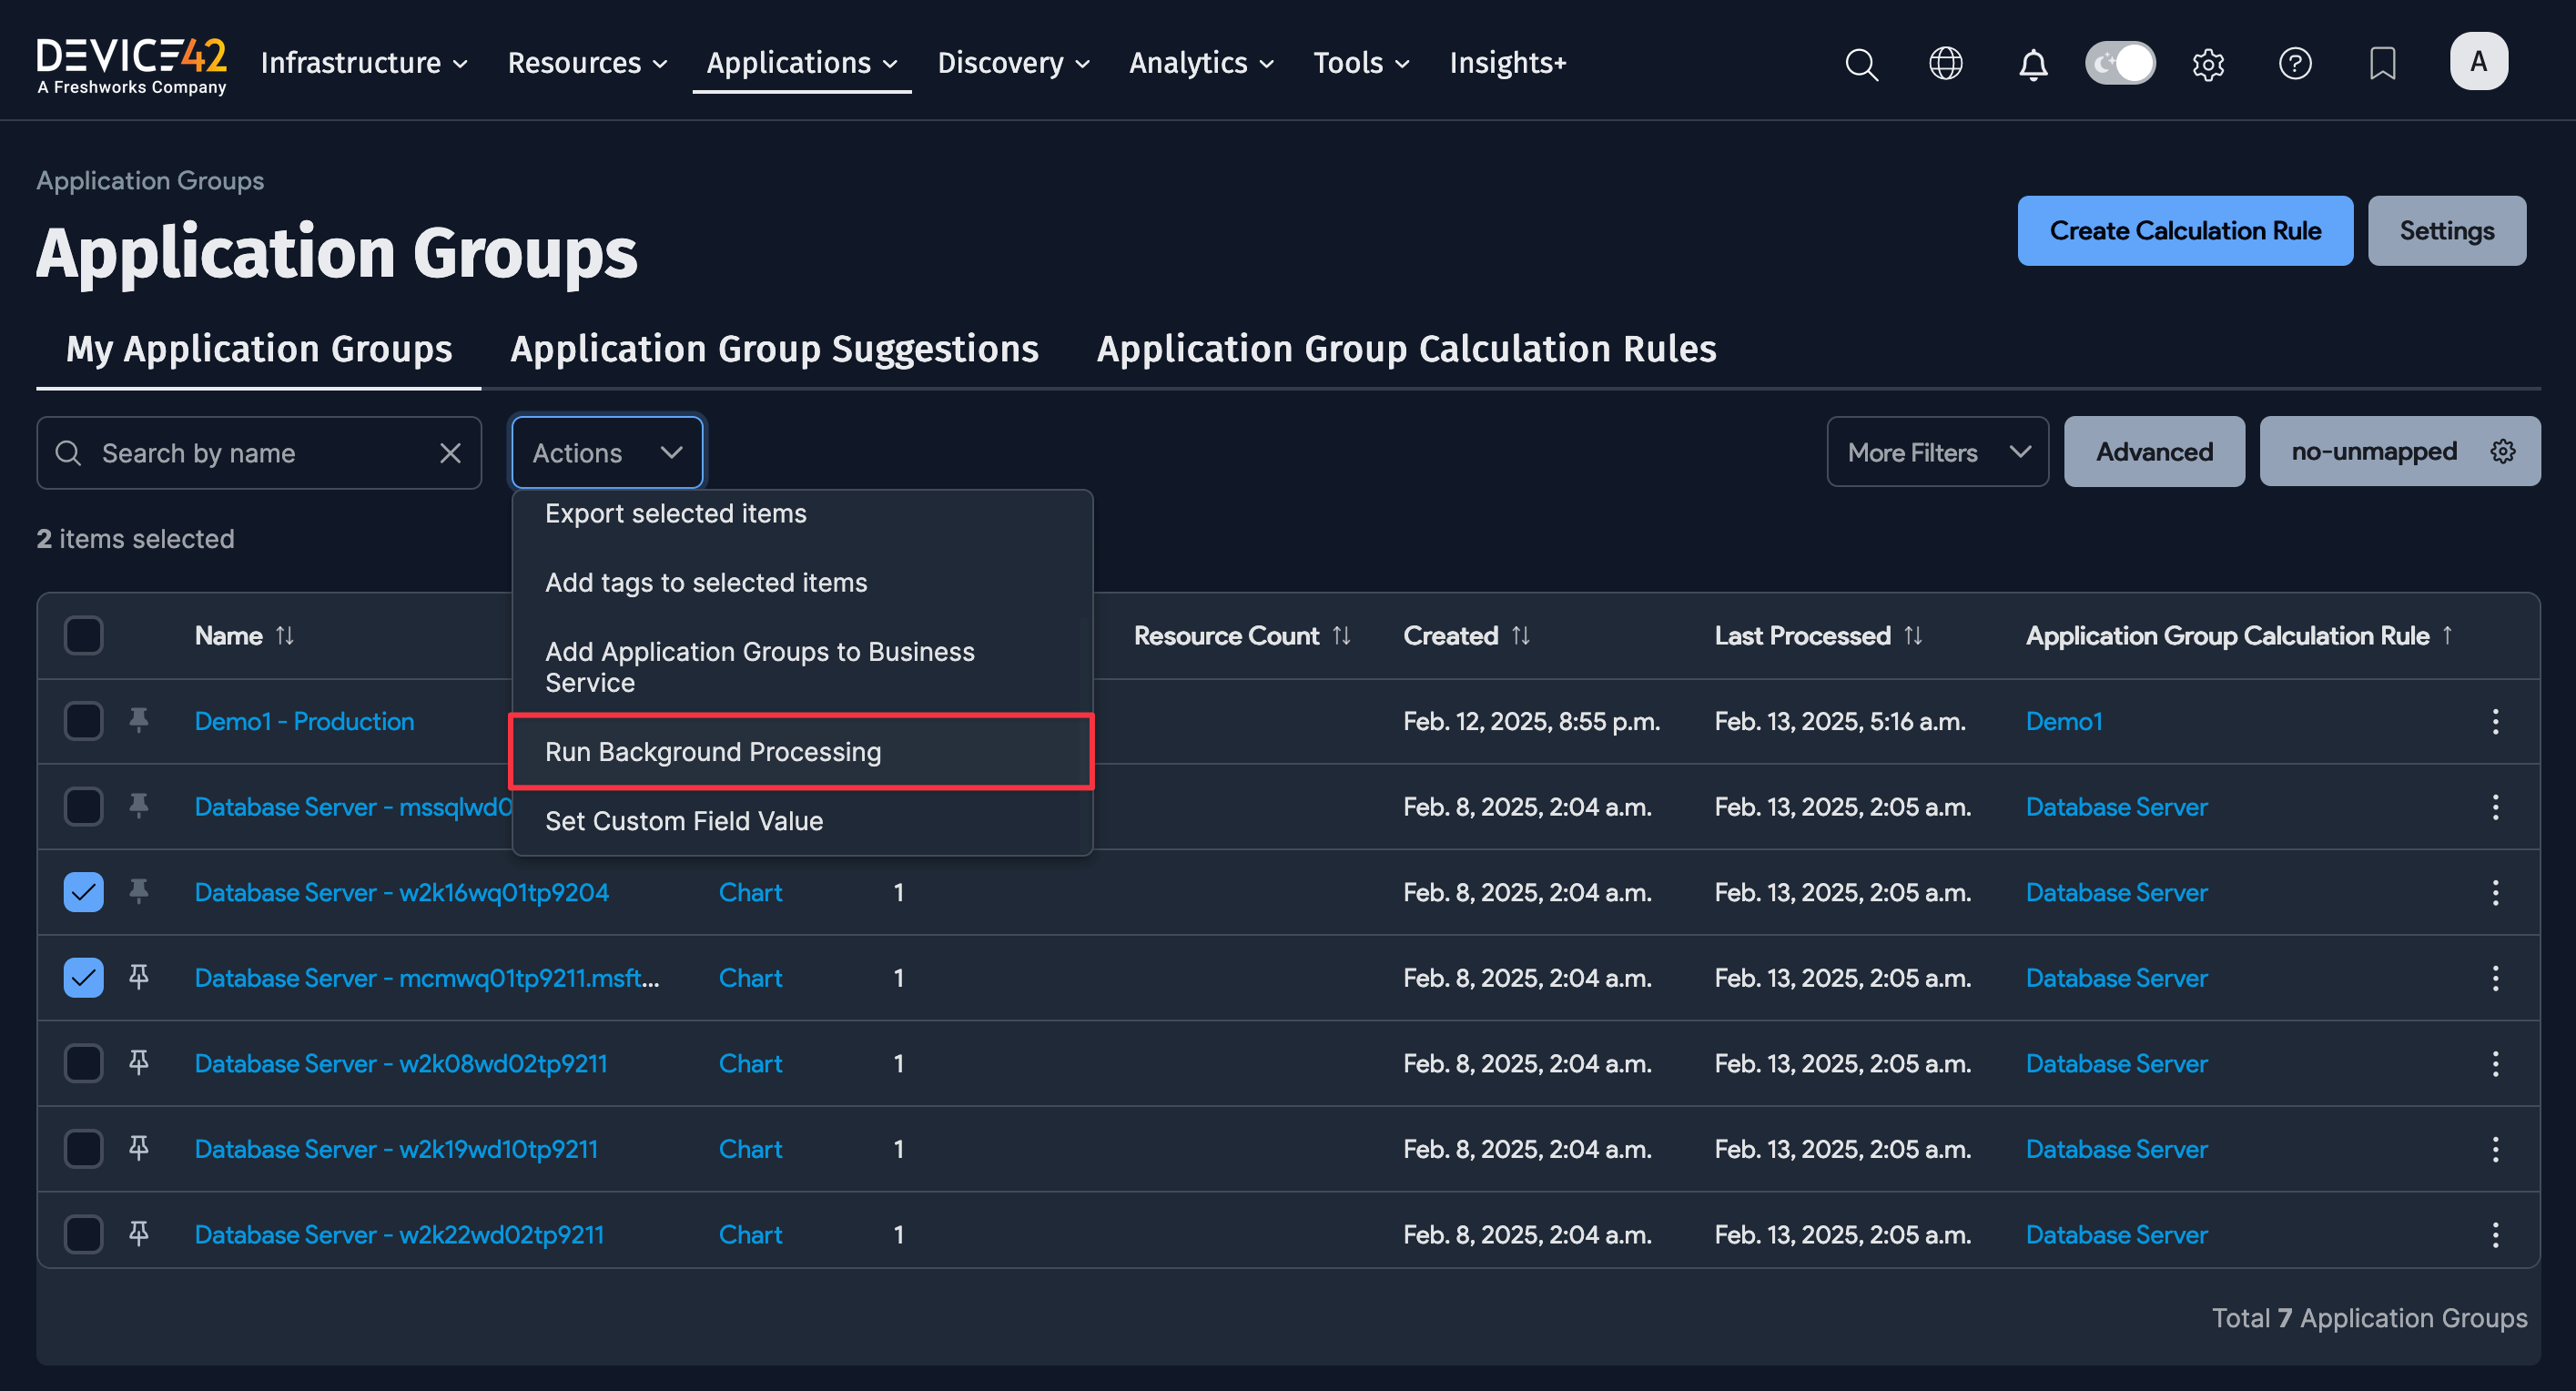 DEVICE42
A Freshworks Company
Infrastructure Resources Applications Discovery Analytics Tools Insights+
A
Application Groups
Application Groups
Create Calculation Rule Settings
My Application Groups Application Group Suggestions Application Group Calculation Rules
Search by name Actions More Filters Advanced no-unmapped
Export selected items
2 items selected
Add tags to selected items
Add Application Groups to Business
Service
Run Background Processing
Set Custom Field Value
Name Resource Count Created Last Processed Application Group Calculation Rule
Demo1 - Production Feb. 12, 2025, 8:55 p.m. Feb. 13, 2025, 5:16 a.m. Demo1
Database Server - mssqlwd0 Feb. 8, 2025, 2:04 a.m. Feb. 13, 2025, 2:05 a.m. Database Server
Database Server - w2k16wq01tp9204 Chart 1 Feb. 8, 2025, 2:04 a.m. Feb. 13, 2025, 2:05 a.m. Database Server
Database Server - mcmwq01tp9211.msft... Chart 1 Feb. 8, 2025, 2:04 a.m. Feb. 13, 2025, 2:05 a.m. Database Server
Database Server - w2k08wd02tp9211 Chart 1 Feb. 8, 2025, 2:04 a.m. Feb. 13, 2025, 2:05 a.m. Database Server
Database Server - w2k19wd10tp9211 Chart 1 Feb. 8, 2025, 2:04 a.m. Feb. 13, 2025, 2:05 a.m. Database Server
Database Server - w2k22wd02tp9211 Chart 1 Feb. 8, 2025, 2:04 a.m. Feb. 13, 2025, 2:05 a.m. Database Server
Total 7 Application Groups